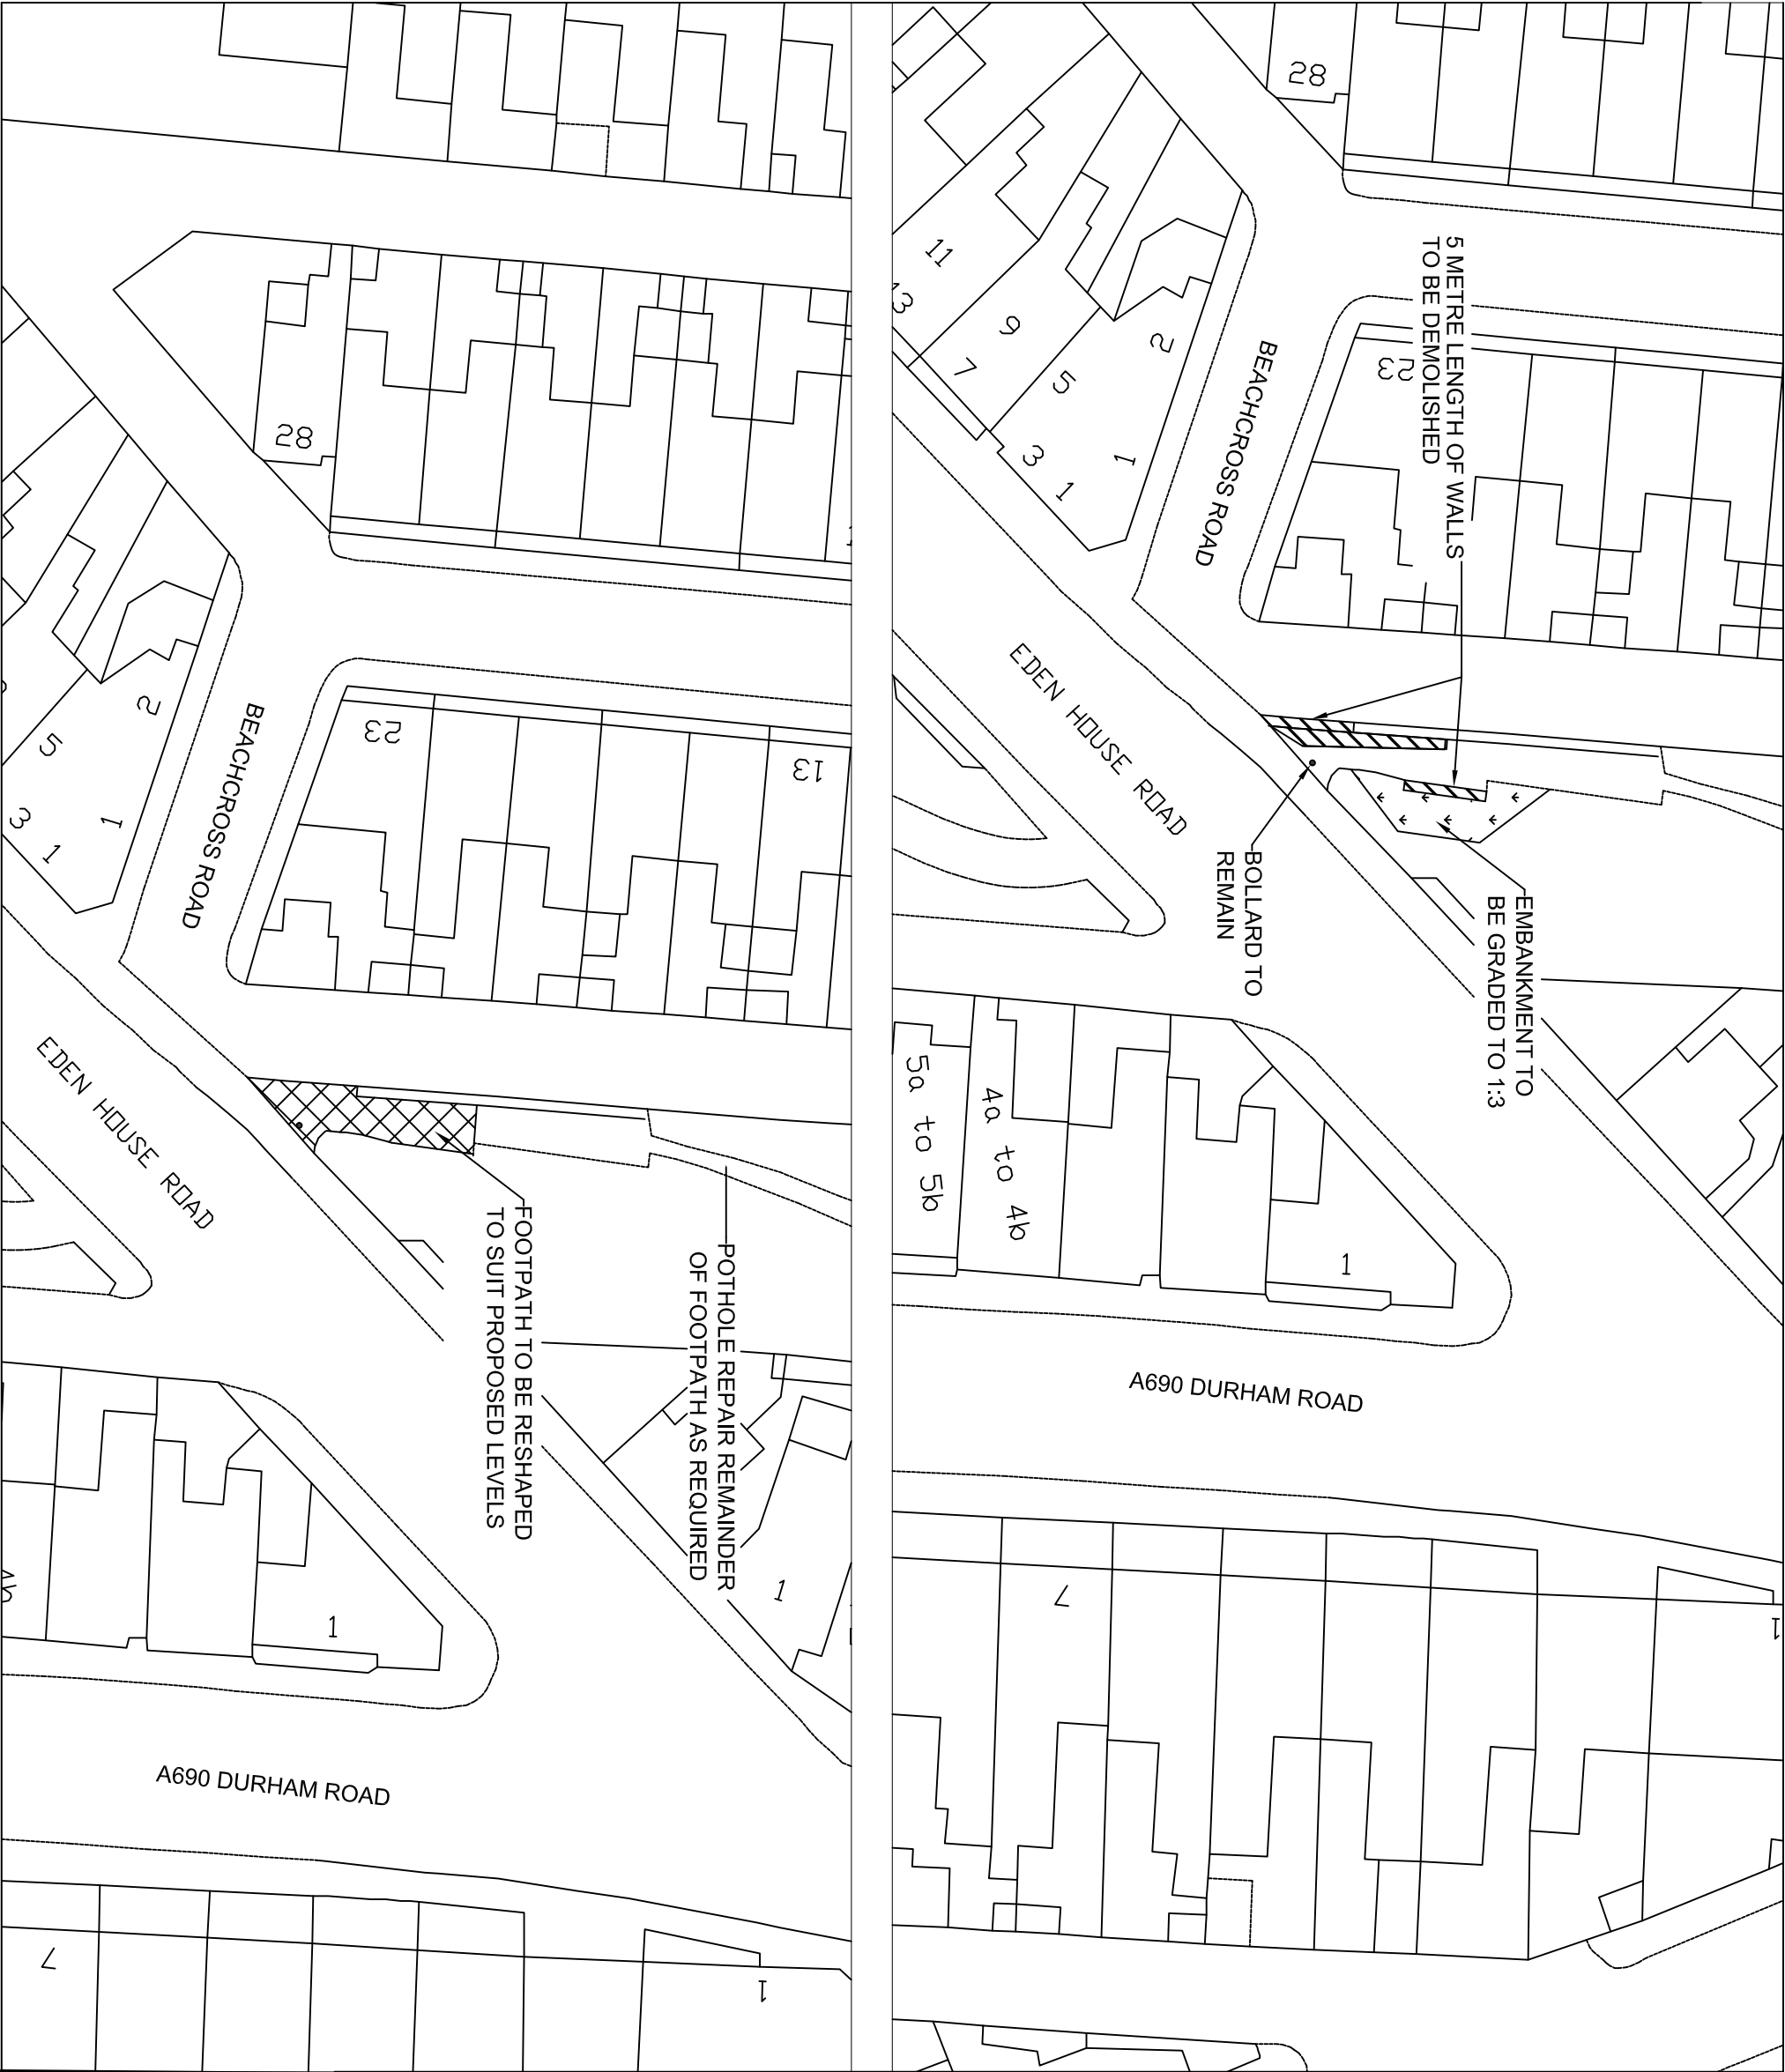 28
11
13
9
7
5
3
1
1
2
BEACHCROSS ROAD
23
5 METRE LENGTH OF WALLS
TO BE DEMOLISHED
EDEN HOUSE ROAD
BOLLARD TO
REMAIN
EMBANKMENT TO
BE GRADED TO 1:3
5a to 5b
4a to 4b
1
A690 DURHAM ROAD
7
1
28
2
5
3
1
1
BEACHCROSS ROAD
23
13
EDEN HOUSE ROAD
FOOTPATH TO BE RESHAPED
TO SUIT PROPOSED LEVELS
POTHOLE REPAIR REMAINDER
OF FOOTPATH AS REQUIRED
1
1
A690 DURHAM ROAD
7
1